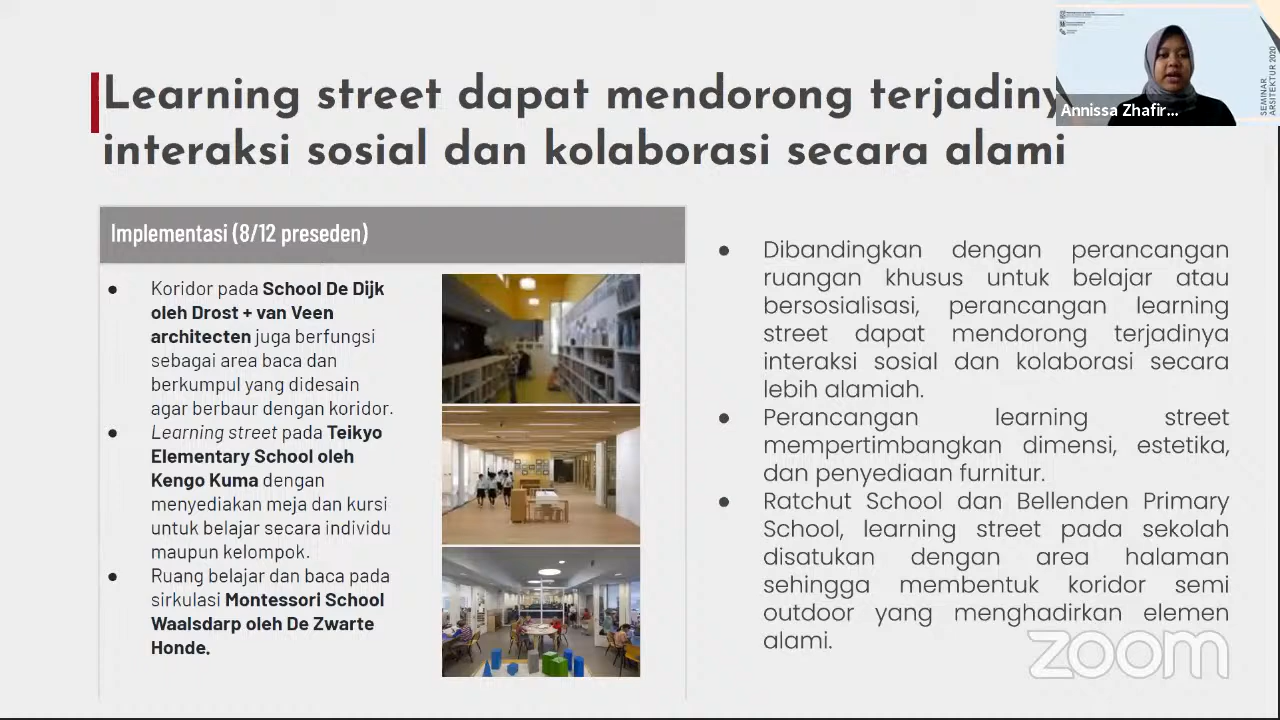 Learning street dapat mendorong terjadiny
interaksi sosial dan kolaborasi secara alami
Annissa Zhafir...
SEMINAR
ARSITEKTUR 2020
Implementasi (8/12 preseden)
● Koridor pada School De Dijk
oleh Drost + van Veen
architecten juga berfungsi
sebagai area baca dan
berkumpul yang didesain
agar berbaur dengan koridor.
● Learning street pada Teikyo
Elementary School oleh
Kengo Kuma dengan
menyediakan meja dan kursi
untuk belajar secara individu
maupun kelompok.
● Ruang belajar dan baca pada
sirkulasi Montessori School
Waalsdarp oleh De Zwarte
Honde.
● Dibandingkan dengan perancangan
ruangan khusus untuk belajar atau
bersosialisasi, perancangan learning
street dapat mendorong terjadinya
interaksi sosial dan kolaborasi secara
lebih alamiah.
● Perancangan learning street
mempertimbangkan dimensi, estetika,
dan penyediaan furnitur.
● Ratchut School dan Bellenden Primary
School, learning street pada sekolah
disatukan dengan area halaman
sehingga membentuk koridor semi
outdoor yang menghadirkan elemen
alami.
zoom